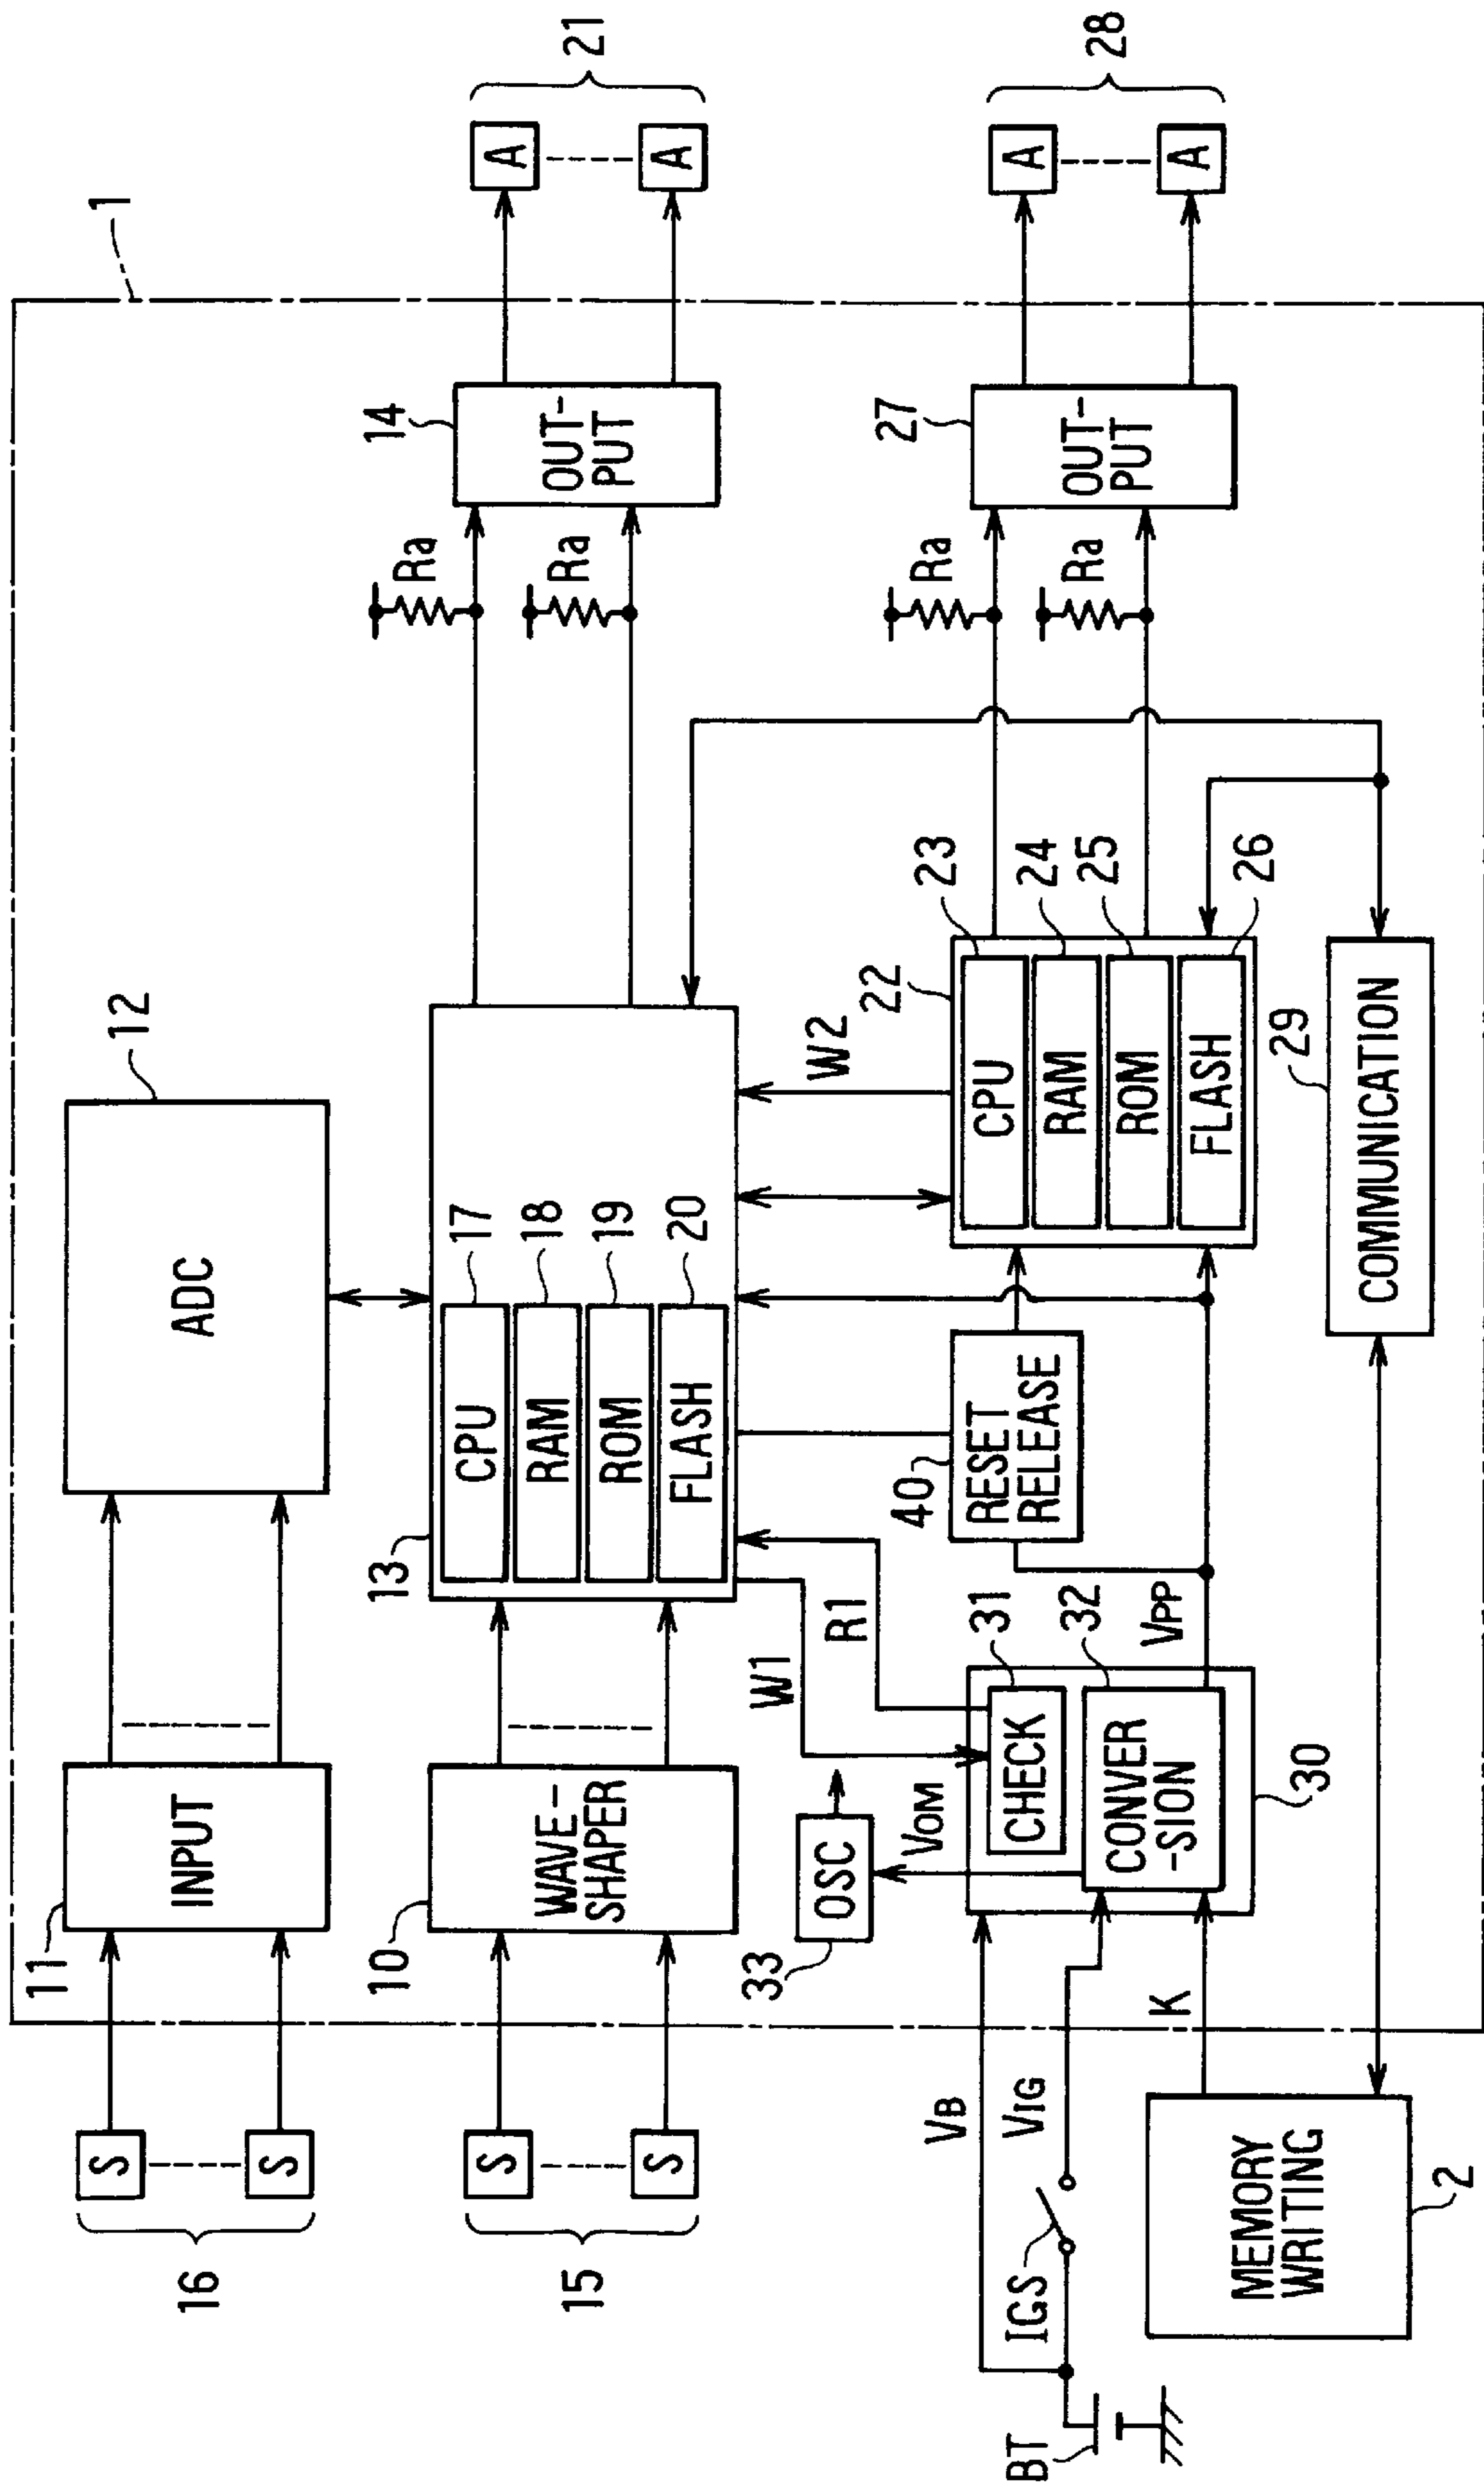 1
16
S
S
11
INPUT
12
ADC
15
S
S
10
WAVE-
SHAPER
13
CPU
RAM
ROM
FLASH
17
18
19
20
Ra
Ra
14
OUT-
PUT
A
A
21
W1
R1
W2
33
OSC
VOM
40
RESET
RELEASE
22
CPU
RAM
ROM
FLASH
23
24
25
26
Ra
Ra
27
OUT-
PUT
A
A
28
BT
IGS
VB
VIG
K
CHECK
31
CONVER
-SION
32
30
VPP
MEMORY
WRITING
2
COMMUNICATION
29